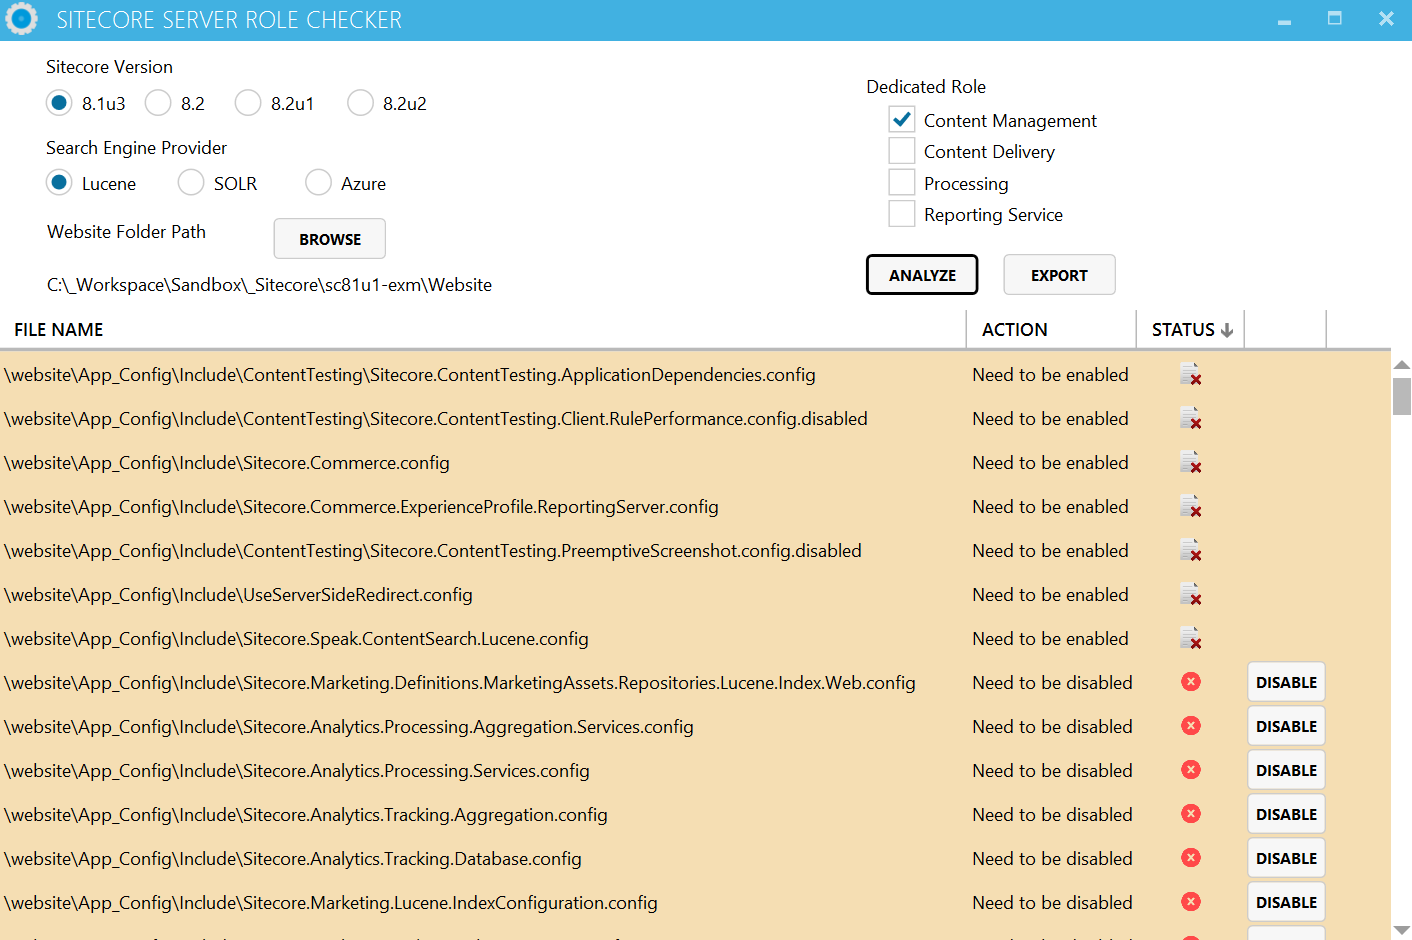 SITECORE SERVER ROLE CHECKER
Sitecore Version
8.1u3 8.2 8.2u1 8.2u2
Search Engine Provider
Lucene SOLR Azure
Website Folder Path BROWSE
C:\_Workspace\Sandbox\_Sitecore\sc81u1-exm\Website
Dedicated Role
Content Management
Content Delivery
Processing
Reporting Service
ANALYZE EXPORT
FILE NAME ACTION STATUS
\website\App_Config\Include\ContentTesting\Sitecore.ContentTesting.ApplicationDependencies.config Need to be enabled
\website\App_Config\Include\ContentTesting\Sitecore.ContentTesting.Client.RulePerformance.config.disabled Need to be enabled
\website\App_Config\Include\Sitecore.Commerce.config Need to be enabled
\website\App_Config\Include\Sitecore.Commerce.ExperienceProfile.ReportingServer.config Need to be enabled
\website\App_Config\Include\ContentTesting\Sitecore.ContentTesting.PreemptiveScreenshot.config.disabled Need to be enabled
\website\App_Config\Include\UseServerSideRedirect.config Need to be enabled
\website\App_Config\Include\Sitecore.Speak.ContentSearch.Lucene.config Need to be enabled
\website\App_Config\Include\Sitecore.Marketing.Definitions.MarketingAssets.Repositories.Lucene.Index.Web.config Need to be disabled DISABLE
\website\App_Config\Include\Sitecore.Analytics.Processing.Aggregation.Services.config Need to be disabled DISABLE
\website\App_Config\Include\Sitecore.Analytics.Processing.Services.config Need to be disabled DISABLE
\website\App_Config\Include\Sitecore.Analytics.Tracking.Aggregation.config Need to be disabled DISABLE
\website\App_Config\Include\Sitecore.Analytics.Tracking.Database.config Need to be disabled DISABLE
\website\App_Config\Include\Sitecore.Marketing.Lucene.IndexConfiguration.config Need to be disabled DISABLE